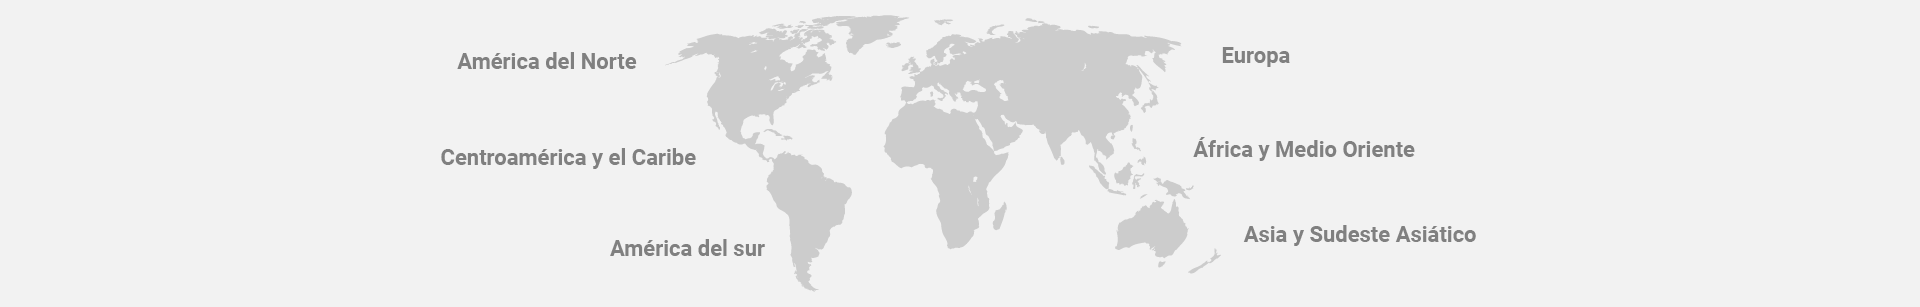 América del Norte
Europa
Centroamérica y el Caribe
África y Medio Oriente
América del sur
Asia y Sudeste Asiático